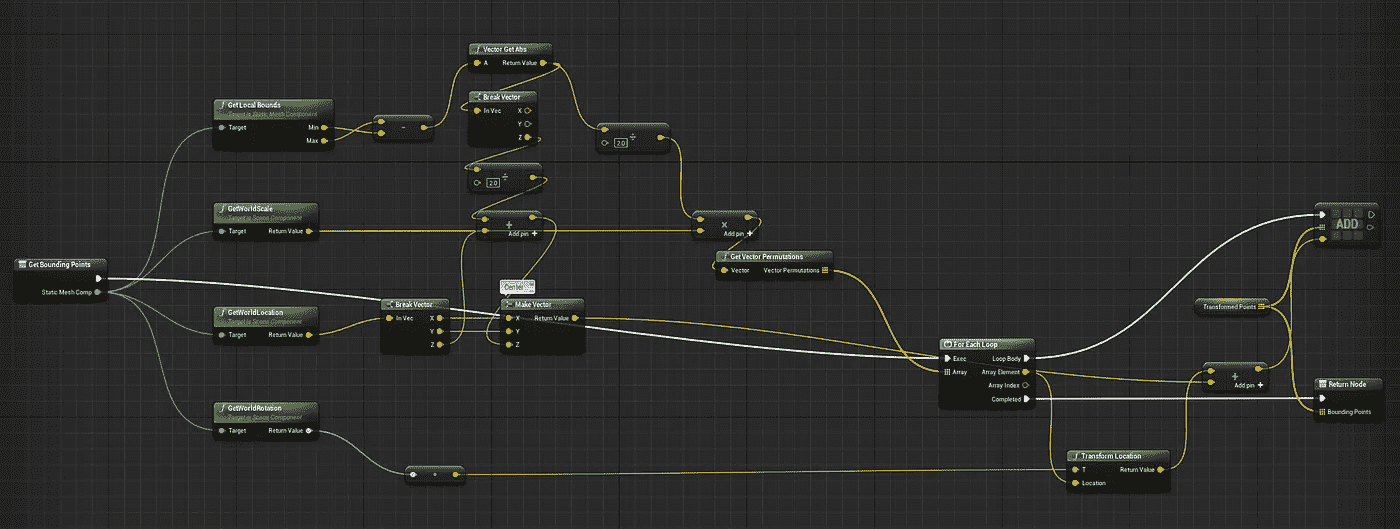 Vector Get Abs
A Return Value
Break Vector
In Vec X
Y
Z
Get Local Bounds
Target is Static Mesh Component
Target Min
Max
-
2.0 ÷
2.0 ÷
GetWorldScale
Target is Scene Component
Target Return Value
+
Add pin +
x
Add pin +
Get Vector Permutations
Vector Vector Permutations
Get Bounding Points
Static Mesh Comp
Center
GetWorldLocation
Target is Scene Component
Target Return Value
Break Vector
In Vec X
Y
Z
Make Vector
X Return Value
Y
Z
For Each Loop
Exec Loop Body
Array Array Element
Array Index
Completed
ADD
Transformed Points
+
Add pin +
Return Node
Bounding Points
GetWorldRotation
Target is Scene Component
Target Return Value
Transform Location
T Return Value
Location